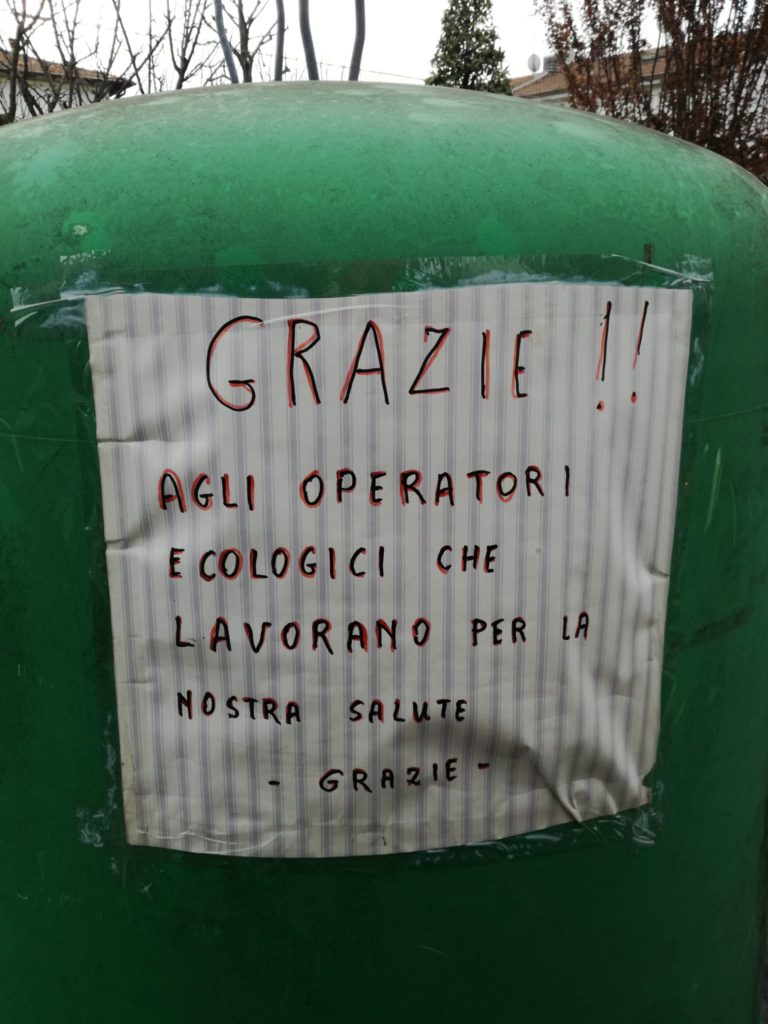 GRAZIE !!
AGLI OPERATORI
ECOLOGICI CHE
LAVORANO PER LA
NOSTRA SALUTE
- GRAZIE -